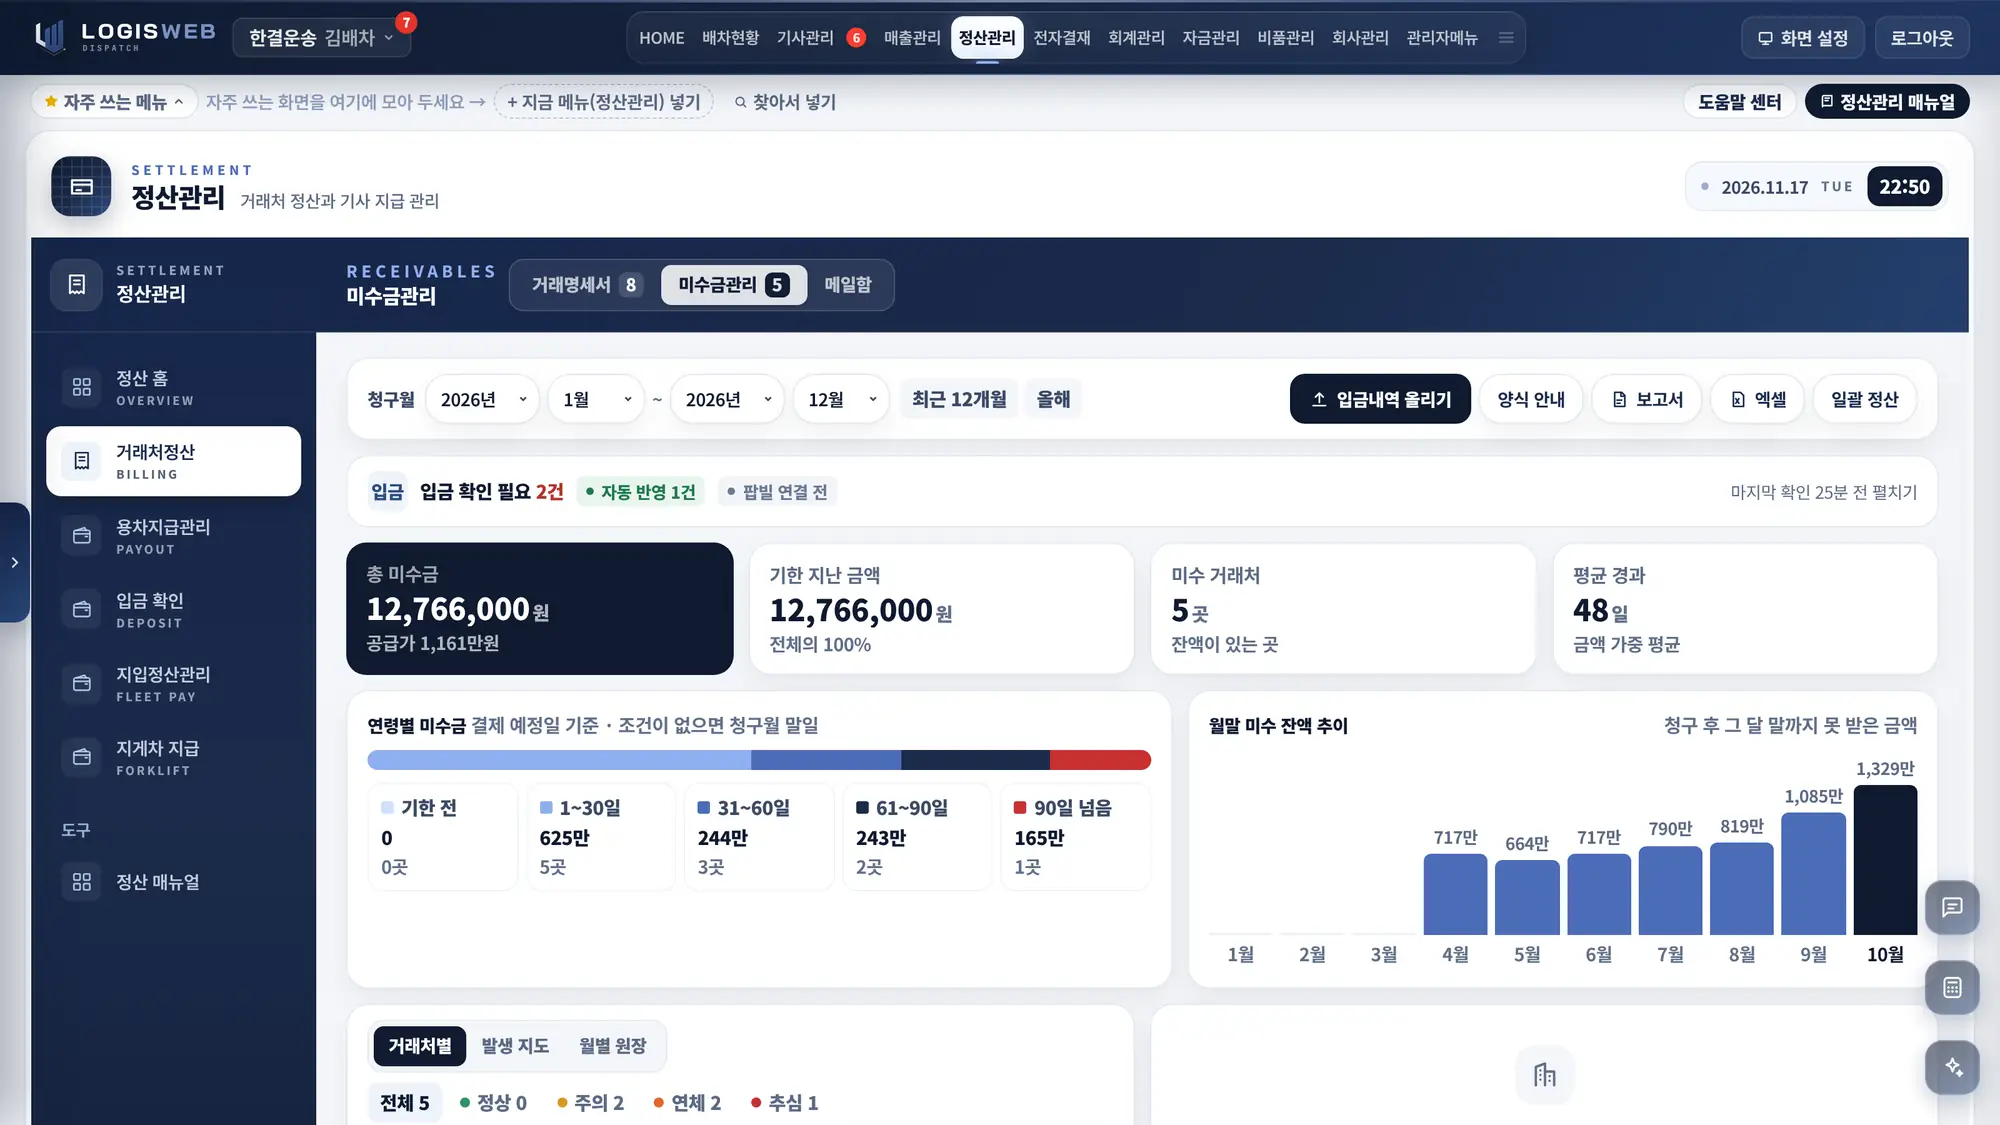 LOGISWEB
DISPATCH
한결운송 김배차
7
HOME 배차현황 기사관리 6 매출관리 정산관리 전자결재 회계관리 자금관리 비품관리 회사관리 관리자메뉴
화면 설정
로그아웃
자주 쓰는 메뉴
자주 쓰는 화면을 여기에 모아 두세요 →
+ 지금 메뉴(정산관리) 넣기
찾아서 넣기
도움말 센터
정산관리 매뉴얼
SETTLEMENT
정산관리 거래처 정산과 기사 지급 관리
2026.11.17 TUE 22:50
SETTLEMENT
정산관리
RECEIVABLES
미수금관리
거래명세서 8
미수금관리 5
메일함
정산 홈
OVERVIEW
거래처정산
BILLING
용차지급관리
PAYOUT
입금 확인
DEPOSIT
지입정산관리
FLEET PAY
지게차 지급
FORKLIFT
도구
정산 매뉴얼
청구월 2026년 1월 ~ 2026년 12월 최근 12개월 올해
입금내역 올리기
양식 안내
보고서
엑셀
일괄 정산
입금 입금 확인 필요 2건 자동 반영 1건 팝빌 연결 전
마지막 확인 25분 전 펼치기
총 미수금
12,766,000원
공급가 1,161만원
기한 지난 금액
12,766,000원
전체의 100%
미수 거래처
5곳
잔액이 있는 곳
평균 경과
48일
금액 가중 평균
연령별 미수금 결제 예정일 기준 · 조건이 없으면 청구월 말일
기한 전
0
0곳
1~30일
625만
5곳
31~60일
244만
3곳
61~90일
243만
2곳
90일 넘음
165만
1곳
월말 미수 잔액 추이
청구 후 그 달 말까지 못 받은 금액
717만 664만 717만 790만 819만 1,085만 1,329만
1월 2월 3월 4월 5월 6월 7월 8월 9월 10월
거래처별 발생 지도 월별 원장
전체 5 정상 0 주의 2 연체 2 추심 1